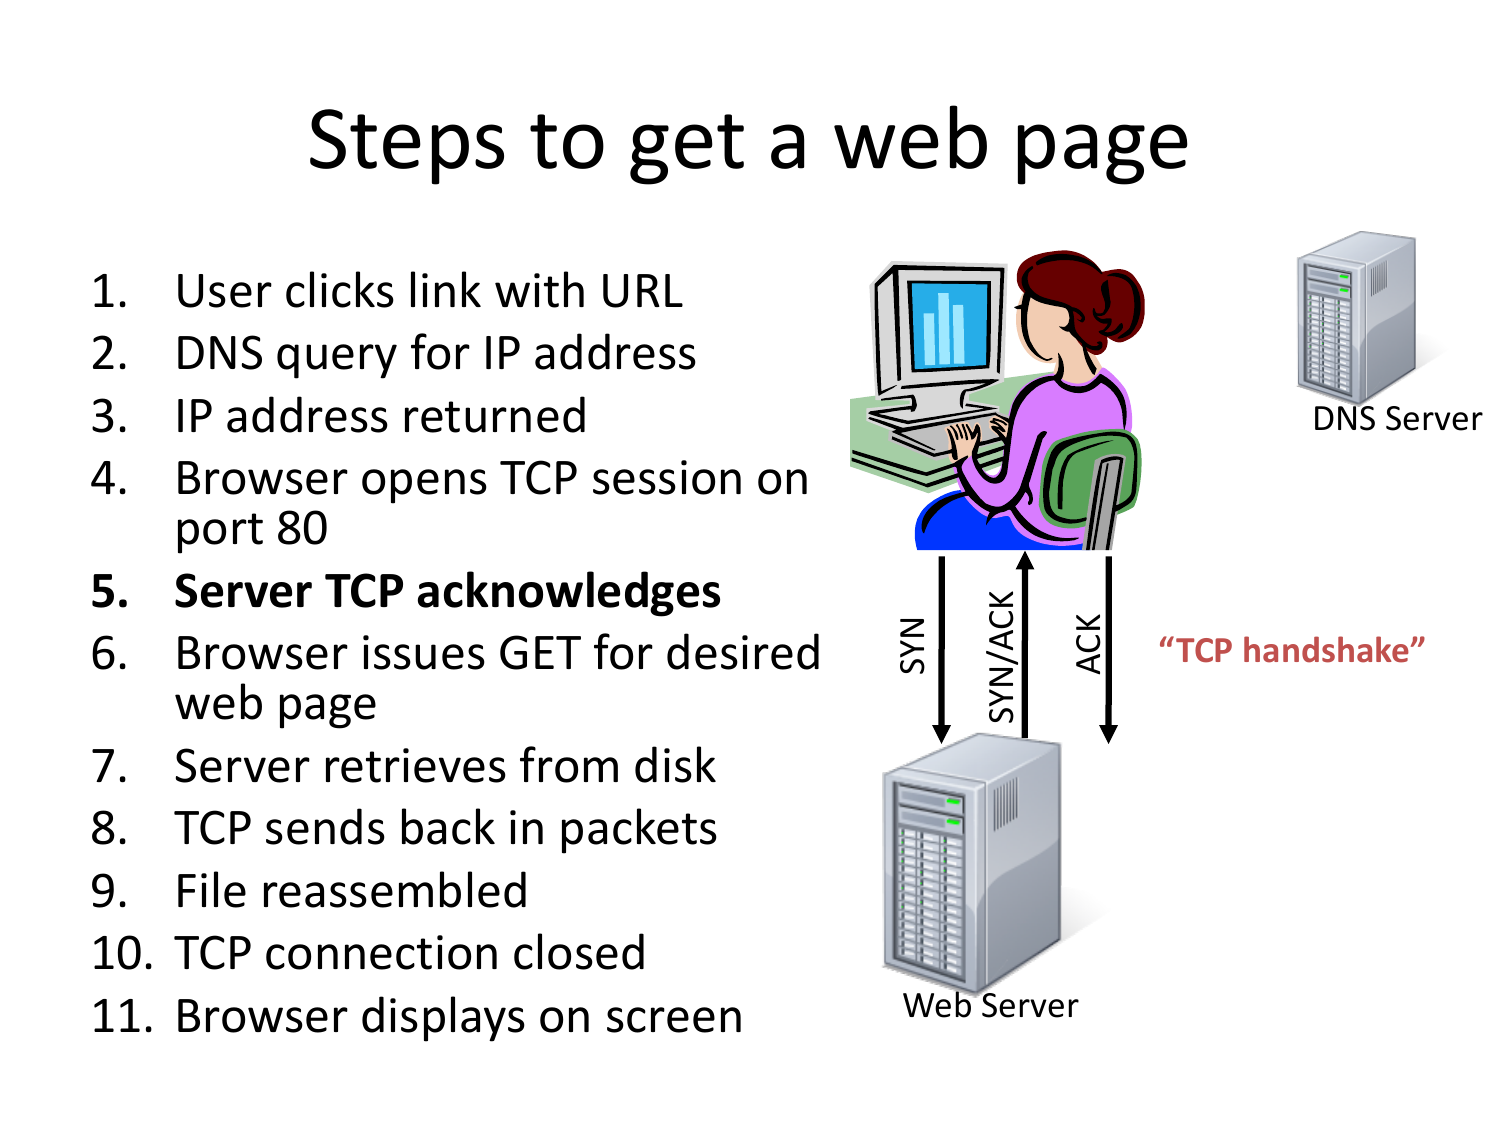 Steps to get a web page
1. User clicks link with URL
2. DNS query for IP address
3. IP address returned
4. Browser opens TCP session on
port 80
5. Server TCP acknowledges
6. Browser issues GET for desired
web page
7. Server retrieves from disk
8. TCP sends back in packets
9. File reassembled
10. TCP connection closed
11. Browser displays on screen
DNS Server
SYN
SYN/ACK
ACK
“TCP handshake”
Web Server